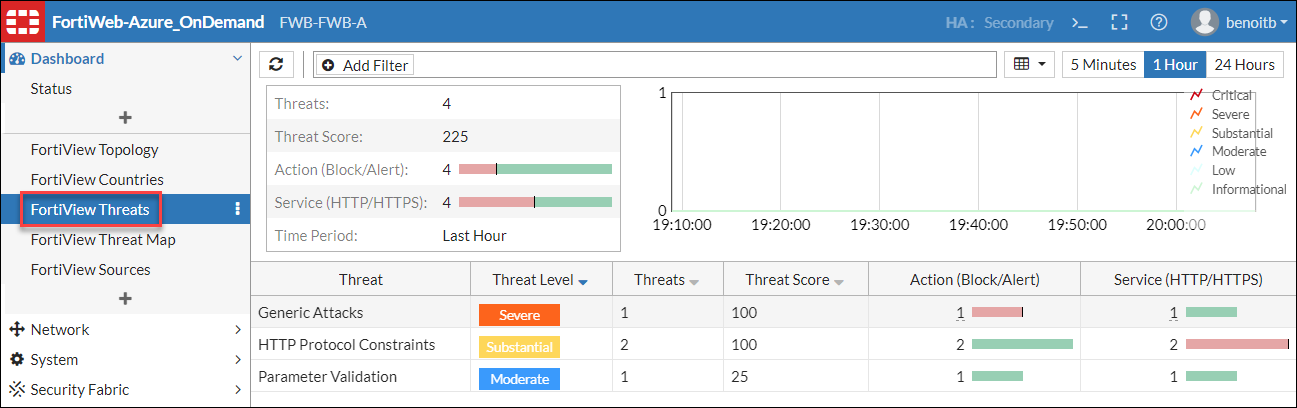 FortiWeb-Azure_OnDemand FWB-FWB-A HA : Secondary >_ benoitb
Dashboard
Status
FortiView Topology
FortiView Countries
FortiView Threats
FortiView Threat Map
FortiView Sources
Network
System
Security Fabric
Add Filter 5 Minutes 1 Hour 24 Hours
Threats: 4
Threat Score: 225
Action (Block/Alert): 4
Service (HTTP/HTTPS): 4
Time Period: Last Hour
1
0
19:10:00 19:20:00 19:30:00 19:40:00 19:50:00 20:00:00
Critical
Severe
Substantial
Moderate
Low
Informational
Threat Threat Level Threats Threat Score Action (Block/Alert) Service (HTTP/HTTPS)
Generic Attacks Severe 1 100 1 1
HTTP Protocol Constraints Substantial 2 100 2 2
Parameter Validation Moderate 1 25 1 1